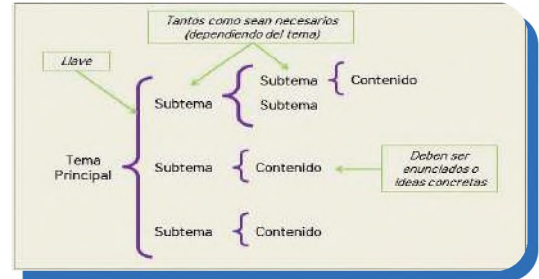 Tantos como sean necesarios
(dependiendo del tema)
Llave
Subtema
Contenido
Subtema
Subtema
Tema
Principal
Subtema
Contenido
Deben ser
enunciados o
ideas concretas
Subtema
Contenido